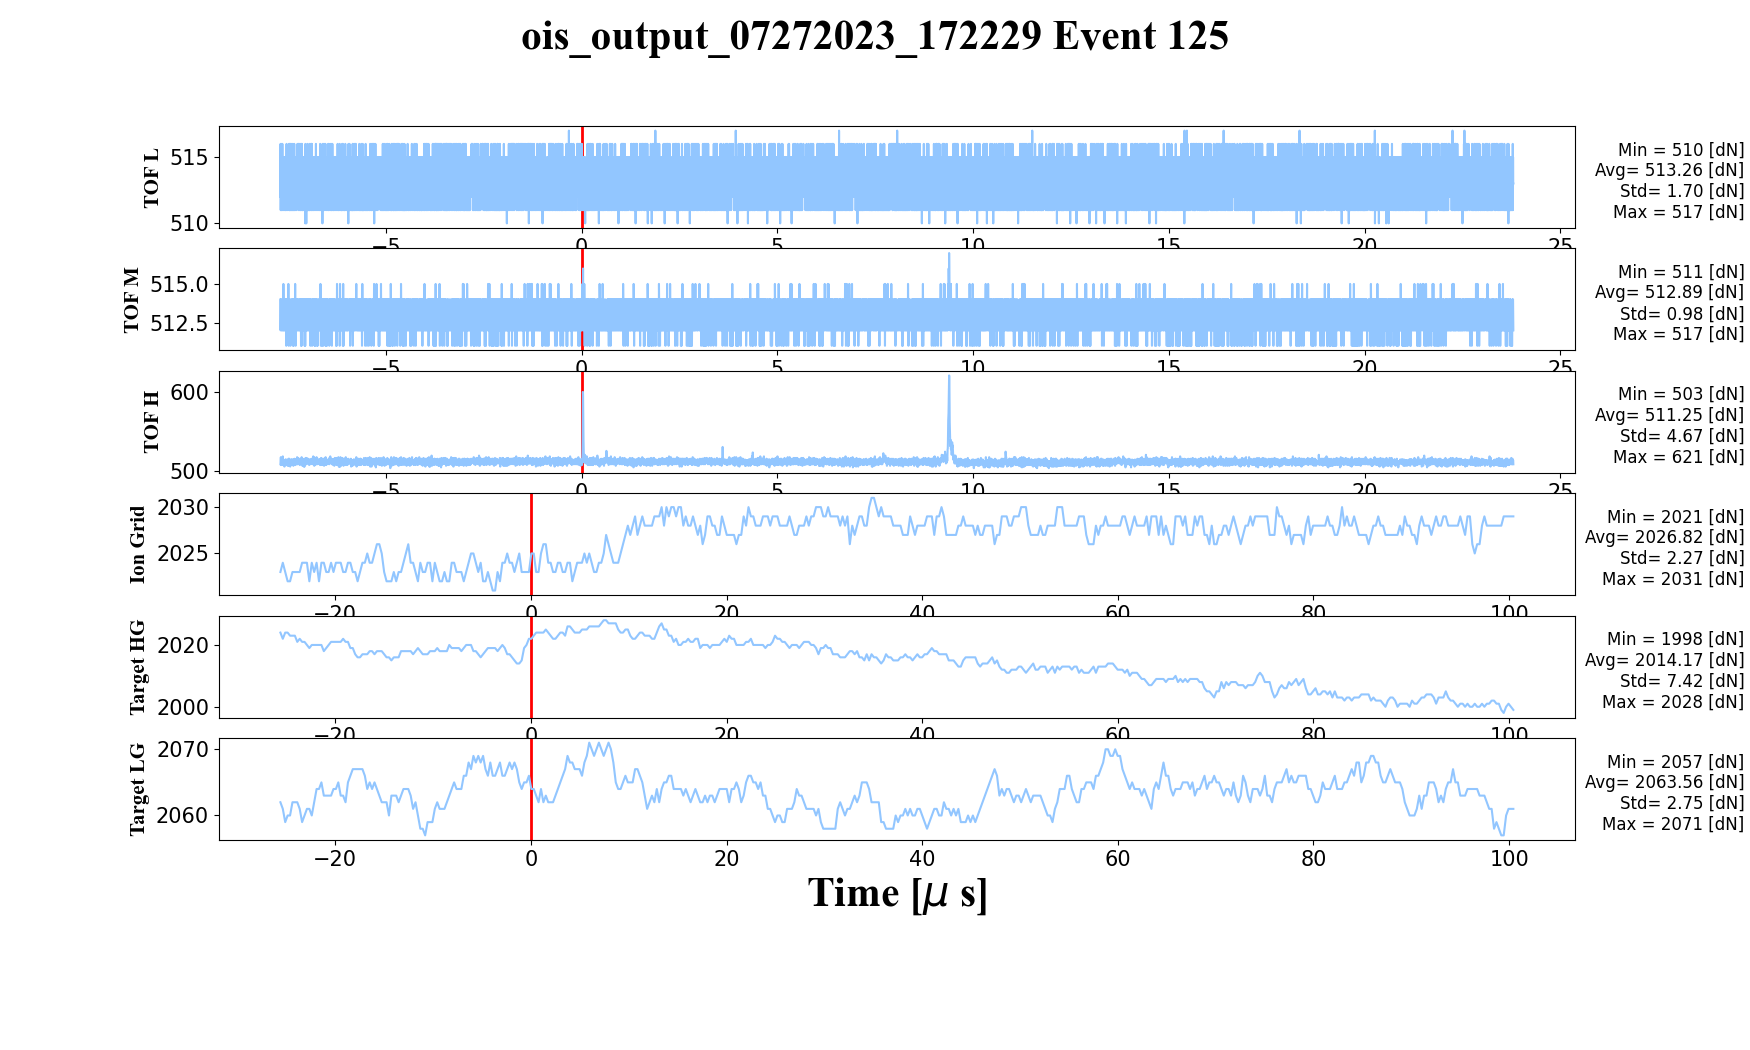 ois_output_07272023_172229 Event 125
TOF L
515
510
−5 0 5 10 15 20 25
Min = 510 [dN]
Avg= 513.26 [dN]
Std= 1.70 [dN]
Max = 517 [dN]
TOF M
515.0
512.5
−5 0 5 10 15 20 25
Min = 511 [dN]
Avg= 512.89 [dN]
Std= 0.98 [dN]
Max = 517 [dN]
TOF H
600
500
−5 0 5 10 15 20 25
Min = 503 [dN]
Avg= 511.25 [dN]
Std= 4.67 [dN]
Max = 621 [dN]
Ion Grid
2030
2025
−20 0 20 40 60 80 100
Min = 2021 [dN]
Avg= 2026.82 [dN]
Std= 2.27 [dN]
Max = 2031 [dN]
Target HG
2020
2000
−20 0 20 40 60 80 100
Min = 1998 [dN]
Avg= 2014.17 [dN]
Std= 7.42 [dN]
Max = 2028 [dN]
Target LG
2070
2060
−20 0 20 40 60 80 100
Min = 2057 [dN]
Avg= 2063.56 [dN]
Std= 2.75 [dN]
Max = 2071 [dN]
Time [μ s]